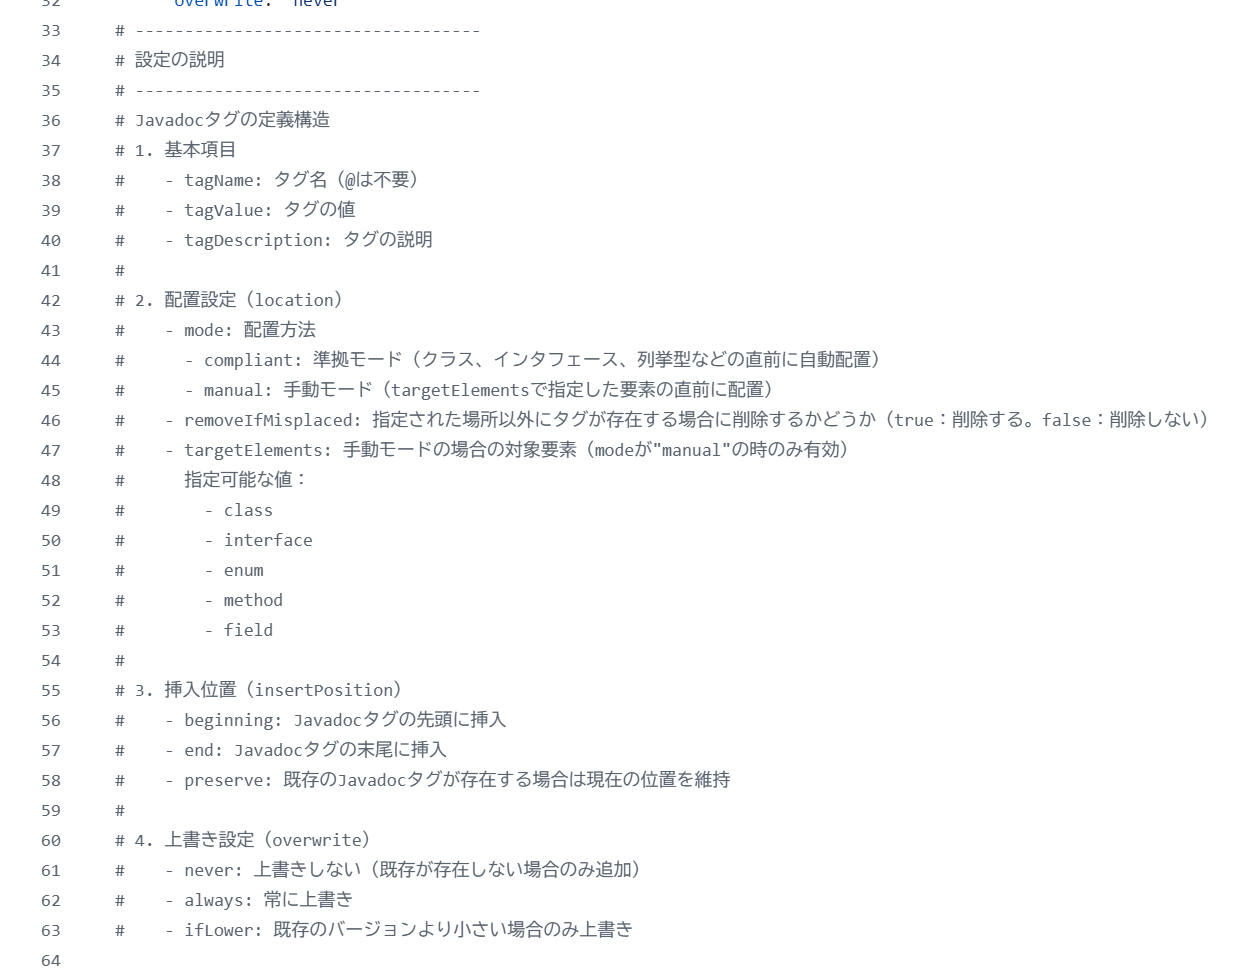 32 overwrite: "never"
33 # -----------------------------------
34 # 設定の説明
35 # -----------------------------------
36 # Javadocタグの定義構造
37 # 1. 基本項目
38 #    - tagName: タグ名（@は不要）
39 #    - tagValue: タグの値
40 #    - tagDescription: タグの説明
41 #
42 # 2. 配置設定（location）
43 #    - mode: 配置方法
44 #      - compliant: 準拠モード（クラス、インタフェース、列挙型などの直前に自動配置）
45 #      - manual: 手動モード（targetElementsで指定した要素の直前に配置）
46 #    - removeIfMisplaced: 指定された場所以外にタグが存在する場合に削除するかどうか（true：削除する。false：削除しない）
47 #    - targetElements: 手動モードの場合の対象要素（modeが"manual"の時のみ有効）
48 #      指定可能な値：
49 #        - class
50 #        - interface
51 #        - enum
52 #        - method
53 #        - field
54 #
55 # 3. 挿入位置（insertPosition）
56 #    - beginning: Javadocタグの先頭に挿入
57 #    - end: Javadocタグの末尾に挿入
58 #    - preserve: 既存のJavadocタグが存在する場合は現在の位置を維持
59 #
60 # 4. 上書き設定（overwrite）
61 #    - never: 上書きしない（既存が存在しない場合のみ追加）
62 #    - always: 常に上書き
63 #    - ifLower: 既存のバージョンより小さい場合のみ上書き
64